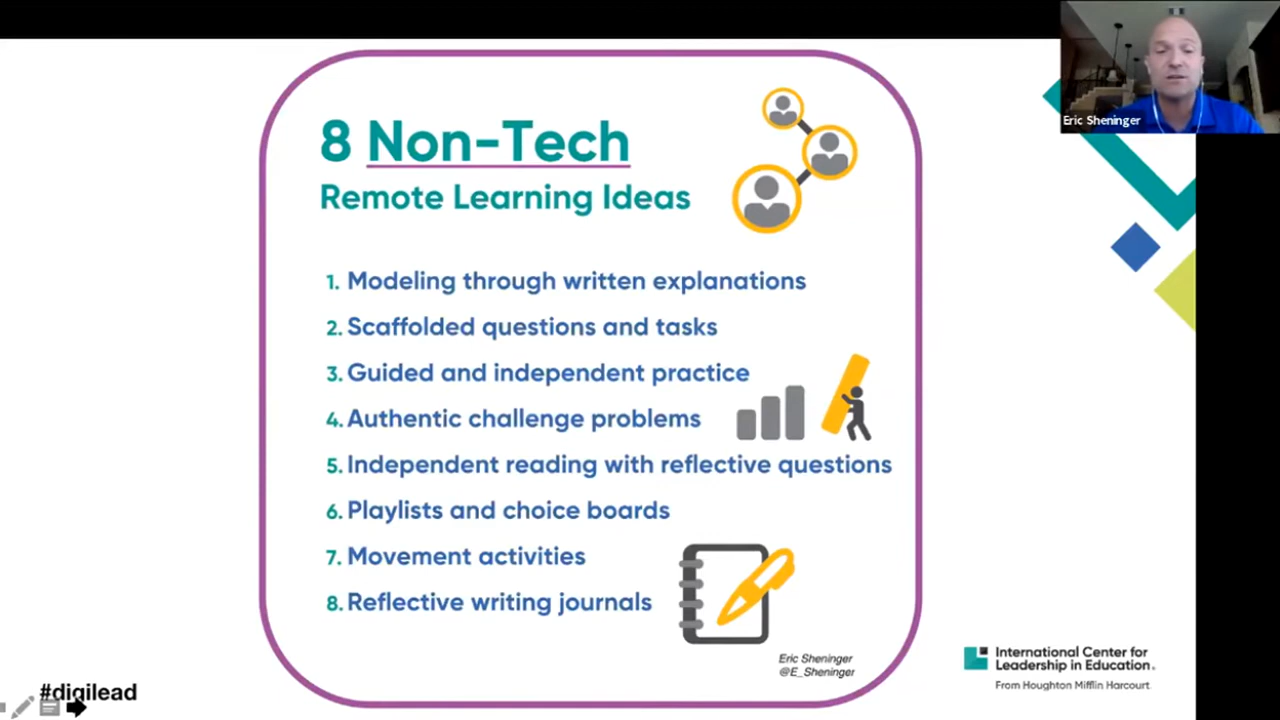 Eric Sheninger
8 Non-Tech
Remote Learning Ideas
1. Modeling through written explanations
2. Scaffolded questions and tasks
3. Guided and independent practice
4. Authentic challenge problems
5. Independent reading with reflective questions
6. Playlists and choice boards
7. Movement activities
8. Reflective writing journals
Eric Sheninger
@E_Sheninger
International Center for
Leadership in Education.
From Houghton Mifflin Harcourt
#digilead